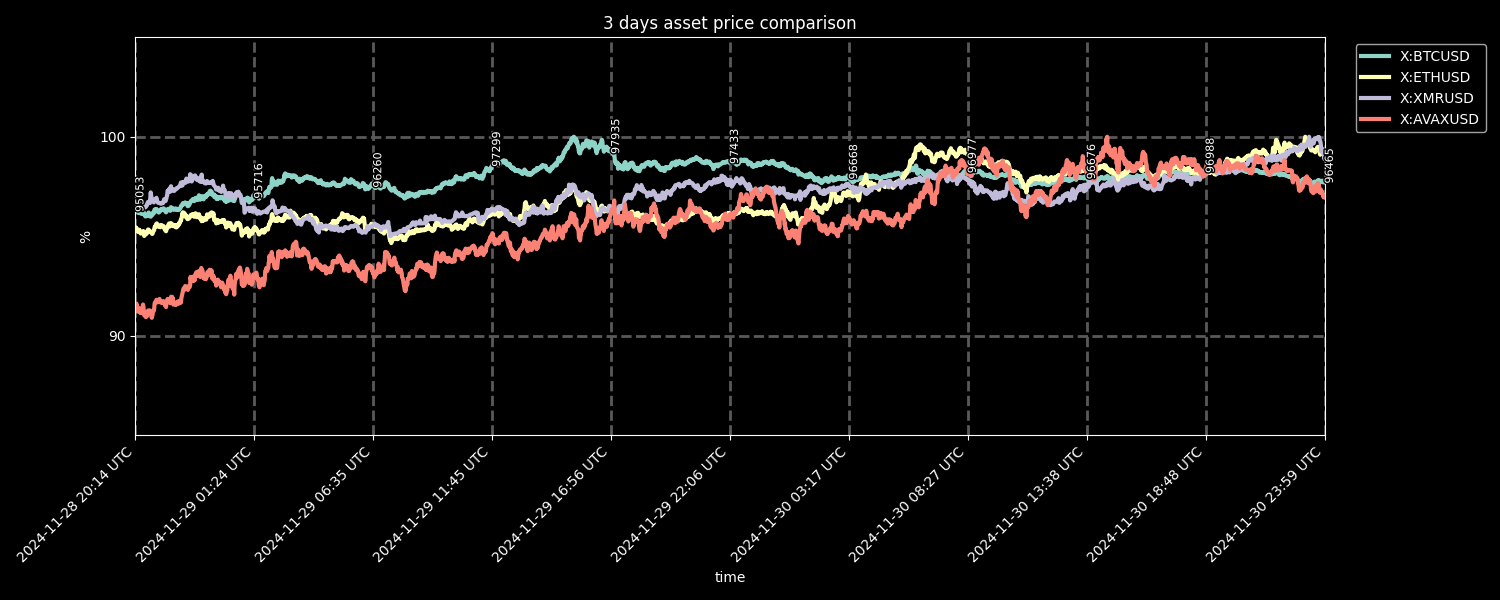 3 days asset price comparison
X:BTCUSD
X:ETHUSD
X:XMRUSD
X:AVAXUSD
100
90
%
95053
95716
96260
97299
97935
97433
96668
96977
96676
96988
96465
2024-11-28 20:14 UTC
2024-11-29 01:24 UTC
2024-11-29 06:35 UTC
2024-11-29 11:45 UTC
2024-11-29 16:56 UTC
2024-11-29 22:06 UTC
2024-11-30 03:17 UTC
2024-11-30 08:27 UTC
2024-11-30 13:38 UTC
2024-11-30 18:48 UTC
2024-11-30 23:59 UTC
time